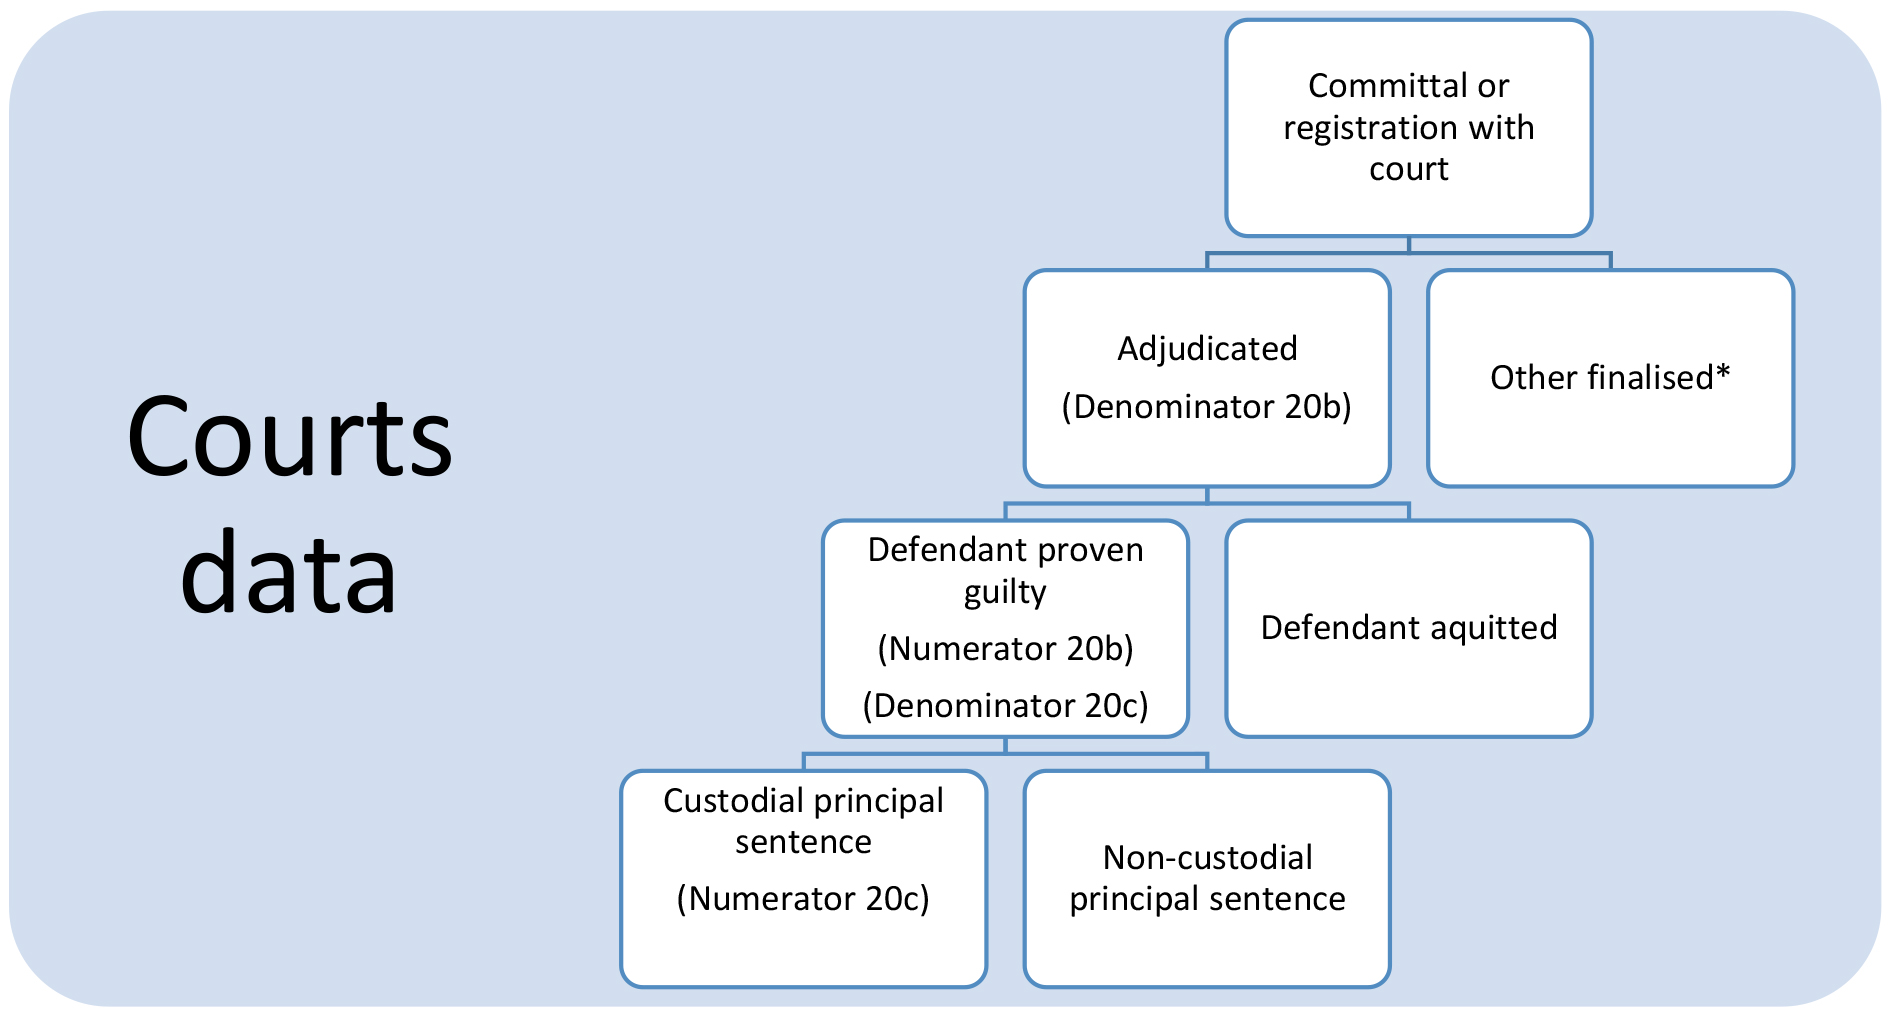 Courts
data
Committal or
registration with
court
Adjudicated
(Denominator 20b)
Other finalised*
Defendant proven
guilty
(Numerator 20b)
(Denominator 20c)
Defendant aquitted
Custodial principal
sentence
(Numerator 20c)
Non-custodial
principal sentence